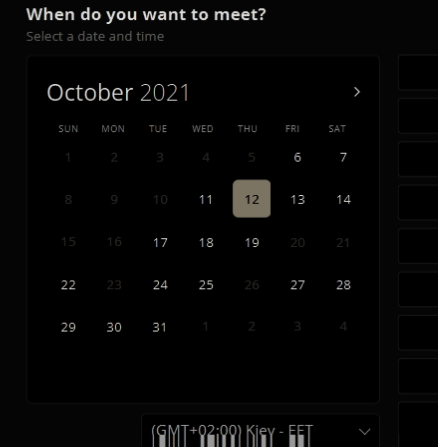 When do you want to meet?
Select a date and time
October 2021
SUN MON TUE WED THU FRI SAT
1 2 3 4 5 6 7
8 9 10 11 12 13 14
15 16 17 18 19 20 21
22 23 24 25 26 27 28
29 30 31 1 2 3 4
(GMT+02:00) Kiev - EET